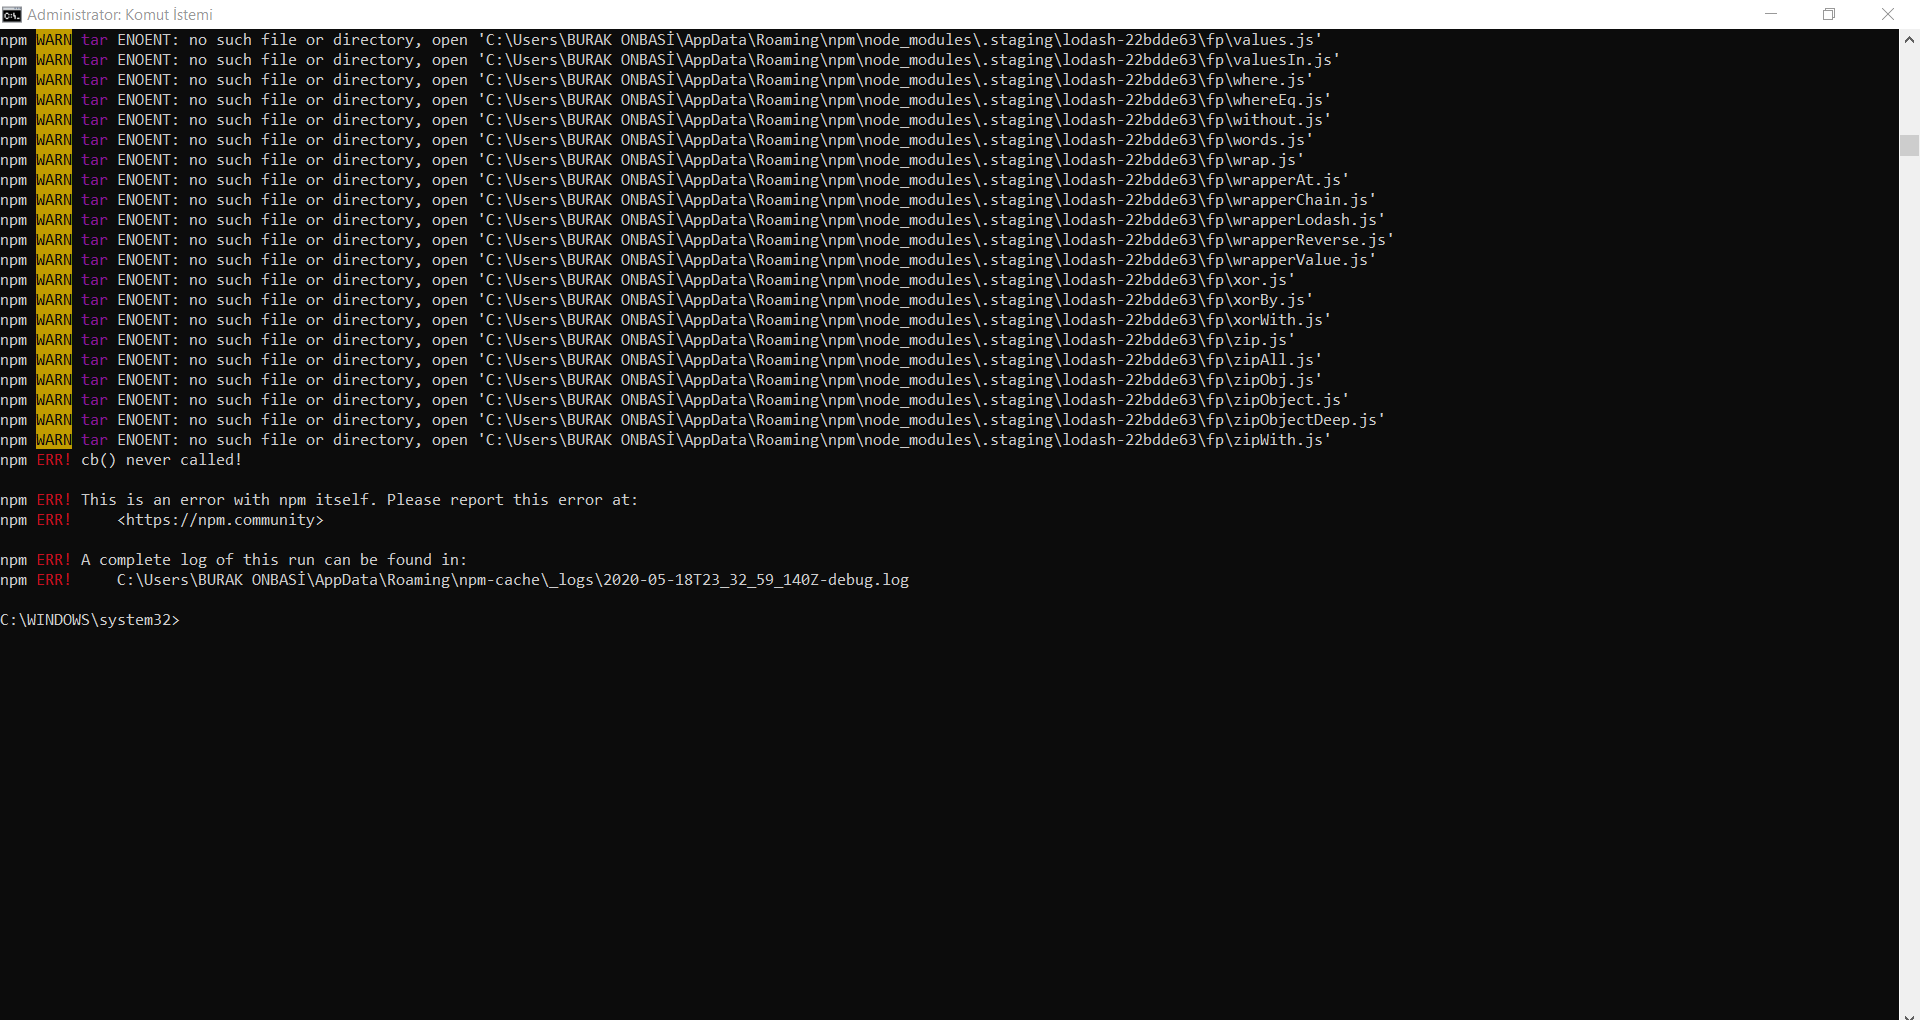 Administrator: Komut İstemi
npm WARN tar ENOENT: no such file or directory, open 'C:\Users\BURAK ONBASİ\AppData\Roaming\npm\node_modules\.staging\lodash-22bdde63\fp\values.js'
npm WARN tar ENOENT: no such file or directory, open 'C:\Users\BURAK ONBASİ\AppData\Roaming\npm\node_modules\.staging\lodash-22bdde63\fp\valuesIn.js'
npm WARN tar ENOENT: no such file or directory, open 'C:\Users\BURAK ONBASİ\AppData\Roaming\npm\node_modules\.staging\lodash-22bdde63\fp\where.js'
npm WARN tar ENOENT: no such file or directory, open 'C:\Users\BURAK ONBASİ\AppData\Roaming\npm\node_modules\.staging\lodash-22bdde63\fp\whereEq.js'
npm WARN tar ENOENT: no such file or directory, open 'C:\Users\BURAK ONBASİ\AppData\Roaming\npm\node_modules\.staging\lodash-22bdde63\fp\without.js'
npm WARN tar ENOENT: no such file or directory, open 'C:\Users\BURAK ONBASİ\AppData\Roaming\npm\node_modules\.staging\lodash-22bdde63\fp\words.js'
npm WARN tar ENOENT: no such file or directory, open 'C:\Users\BURAK ONBASİ\AppData\Roaming\npm\node_modules\.staging\lodash-22bdde63\fp\wrap.js'
npm WARN tar ENOENT: no such file or directory, open 'C:\Users\BURAK ONBASİ\AppData\Roaming\npm\node_modules\.staging\lodash-22bdde63\fp\wrapperAt.js'
npm WARN tar ENOENT: no such file or directory, open 'C:\Users\BURAK ONBASİ\AppData\Roaming\npm\node_modules\.staging\lodash-22bdde63\fp\wrapperChain.js'
npm WARN tar ENOENT: no such file or directory, open 'C:\Users\BURAK ONBASİ\AppData\Roaming\npm\node_modules\.staging\lodash-22bdde63\fp\wrapperLodash.js'
npm WARN tar ENOENT: no such file or directory, open 'C:\Users\BURAK ONBASİ\AppData\Roaming\npm\node_modules\.staging\lodash-22bdde63\fp\wrapperReverse.js'
npm WARN tar ENOENT: no such file or directory, open 'C:\Users\BURAK ONBASİ\AppData\Roaming\npm\node_modules\.staging\lodash-22bdde63\fp\wrapperValue.js'
npm WARN tar ENOENT: no such file or directory, open 'C:\Users\BURAK ONBASİ\AppData\Roaming\npm\node_modules\.staging\lodash-22bdde63\fp\xor.js'
npm WARN tar ENOENT: no such file or directory, open 'C:\Users\BURAK ONBASİ\AppData\Roaming\npm\node_modules\.staging\lodash-22bdde63\fp\xorBy.js'
npm WARN tar ENOENT: no such file or directory, open 'C:\Users\BURAK ONBASİ\AppData\Roaming\npm\node_modules\.staging\lodash-22bdde63\fp\xorWith.js'
npm WARN tar ENOENT: no such file or directory, open 'C:\Users\BURAK ONBASİ\AppData\Roaming\npm\node_modules\.staging\lodash-22bdde63\fp\zip.js'
npm WARN tar ENOENT: no such file or directory, open 'C:\Users\BURAK ONBASİ\AppData\Roaming\npm\node_modules\.staging\lodash-22bdde63\fp\zipAll.js'
npm WARN tar ENOENT: no such file or directory, open 'C:\Users\BURAK ONBASİ\AppData\Roaming\npm\node_modules\.staging\lodash-22bdde63\fp\zipObj.js'
npm WARN tar ENOENT: no such file or directory, open 'C:\Users\BURAK ONBASİ\AppData\Roaming\npm\node_modules\.staging\lodash-22bdde63\fp\zipObject.js'
npm WARN tar ENOENT: no such file or directory, open 'C:\Users\BURAK ONBASİ\AppData\Roaming\npm\node_modules\.staging\lodash-22bdde63\fp\zipObjectDeep.js'
npm WARN tar ENOENT: no such file or directory, open 'C:\Users\BURAK ONBASİ\AppData\Roaming\npm\node_modules\.staging\lodash-22bdde63\fp\zipWith.js'
npm ERR! cb() never called!
npm ERR! This is an error with npm itself. Please report this error at:
npm ERR!     <https://npm.community>
npm ERR! A complete log of this run can be found in:
npm ERR!     C:\Users\BURAK ONBASİ\AppData\Roaming\npm-cache\_logs\2020-05-18T23_32_59_140Z-debug.log
C:\WINDOWS\system32>